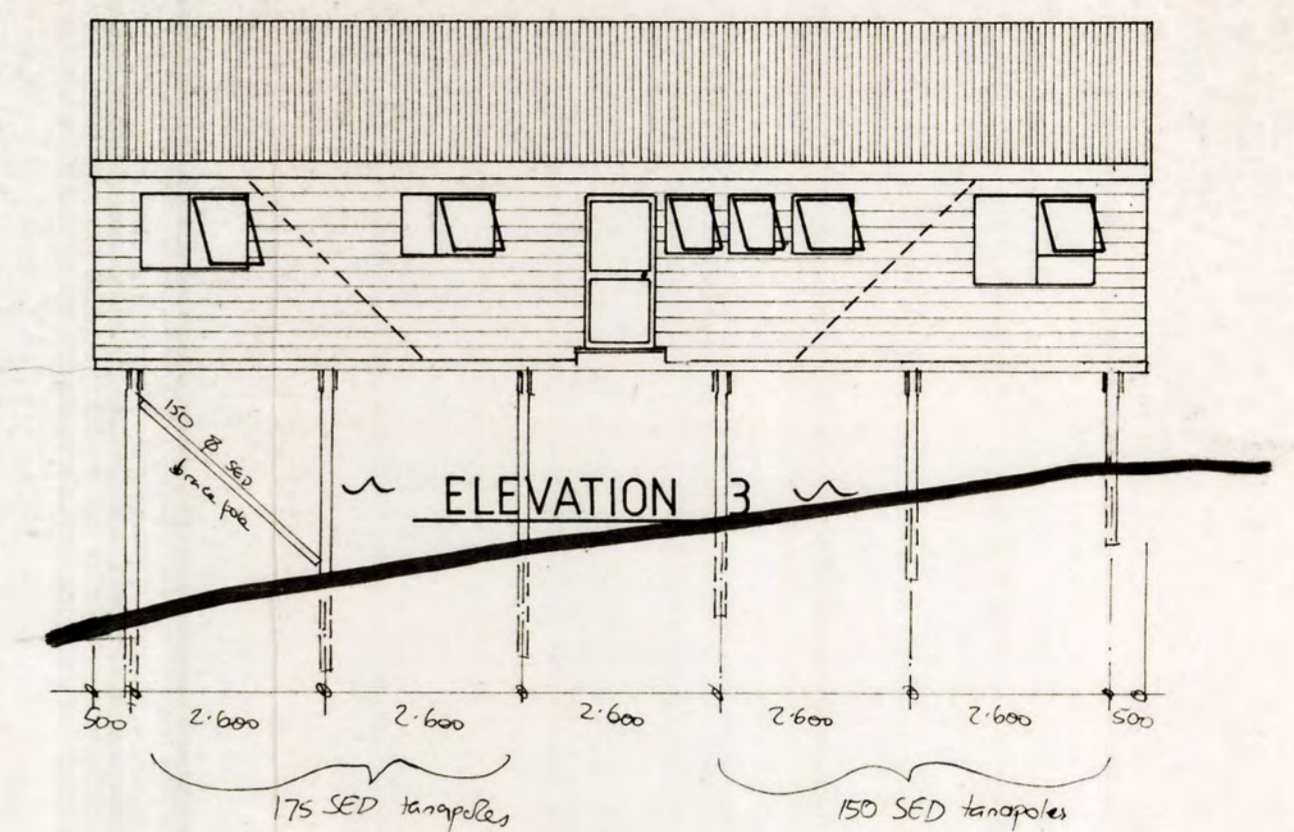 150 Ø SED
brace pole
~ ELEVATION 3 ~
500 2.600 2.600 2.600 2.600 2.600 500
175 SED tanapoles
150 SED tanapoles